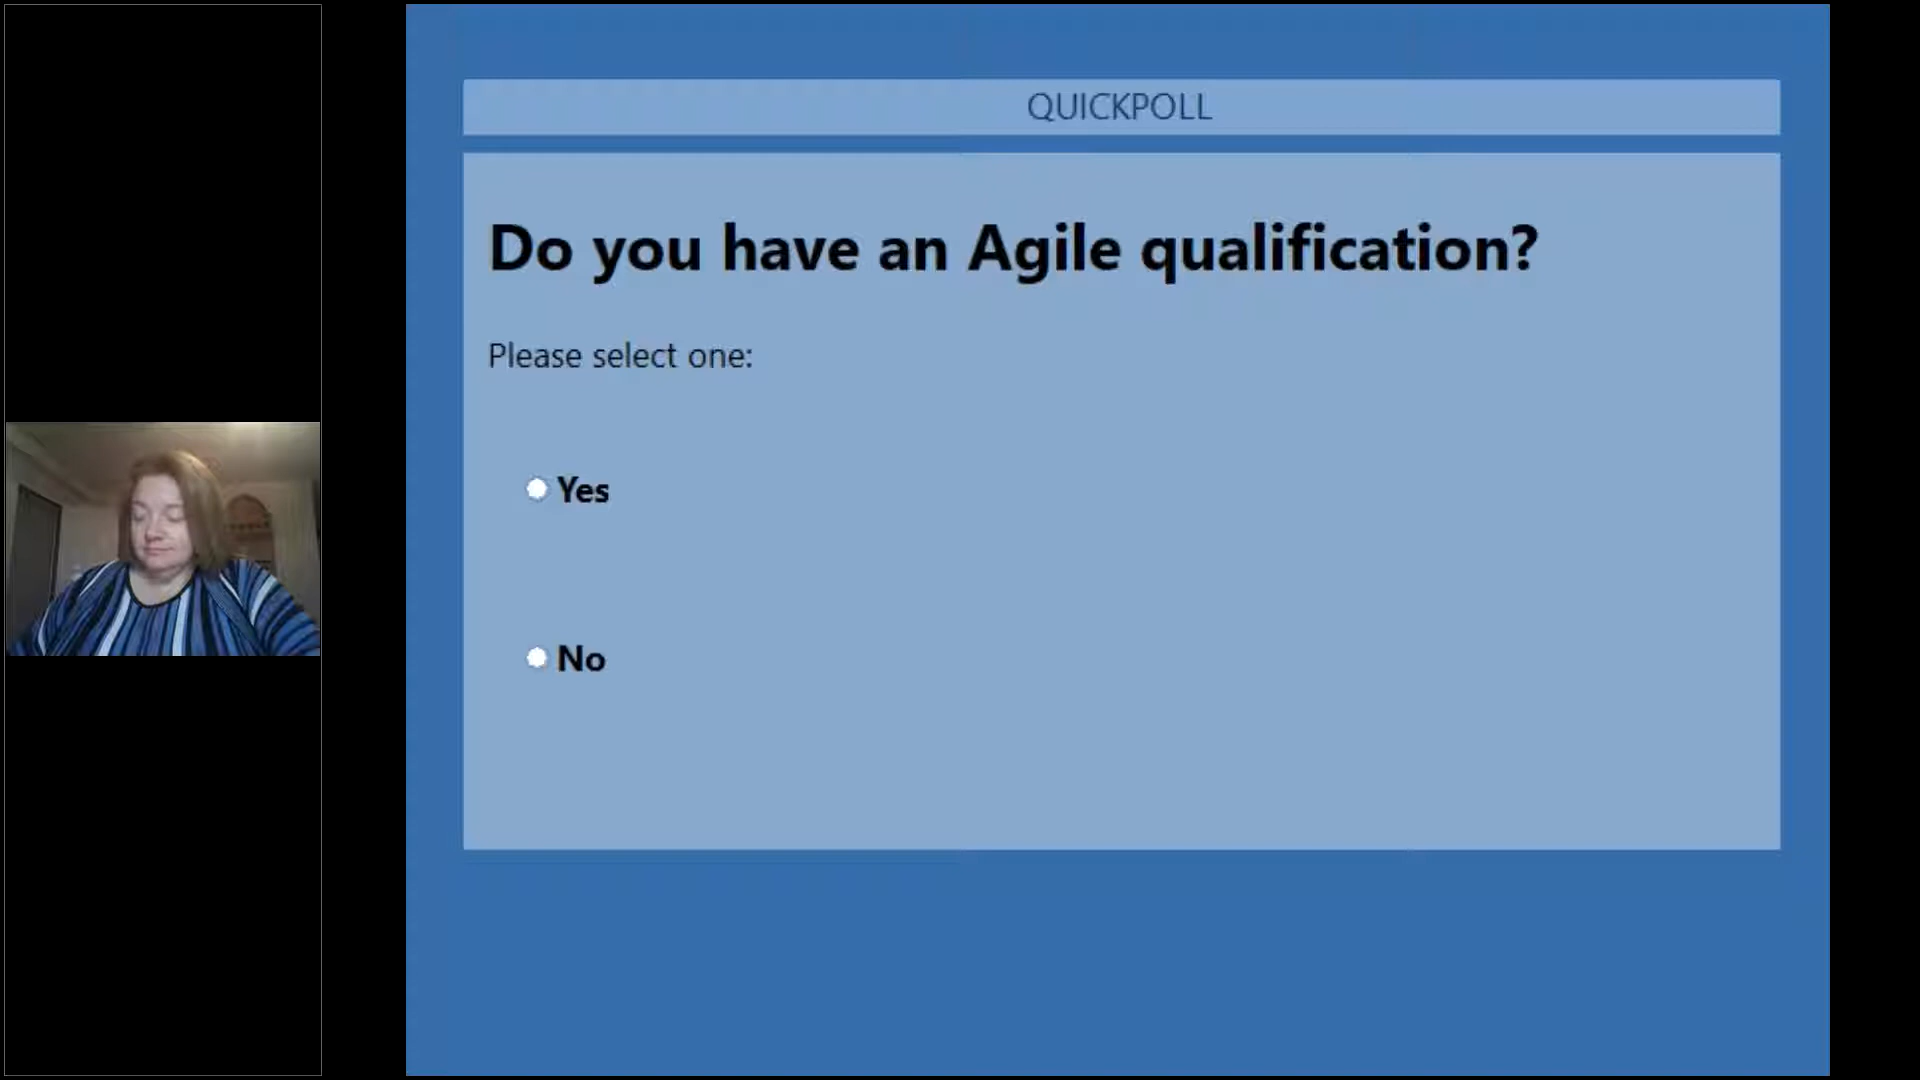 QUICKPOLL
Do you have an Agile qualification?
Please select one:
Yes
No